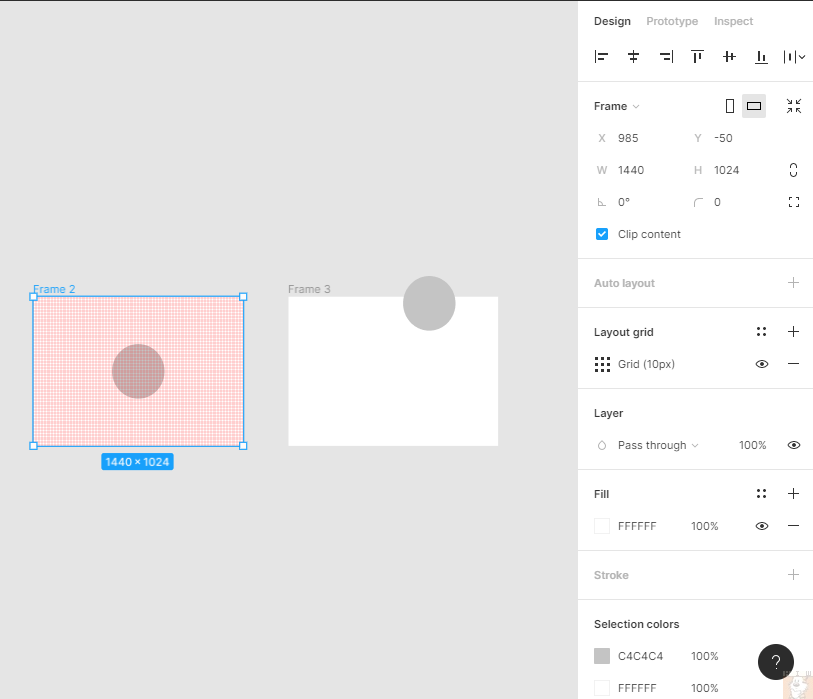 Design Prototype Inspect
Frame
X 985 Y -50
W 1440 H 1024
0° 0
Clip content
Auto layout
Frame 2
Frame 3
1440 × 1024
Layout grid
Grid (10px)
Layer
Pass through 100%
Fill
FFFFFF 100%
Stroke
Selection colors
C4C4C4 100%
?
FFFFFF 100%